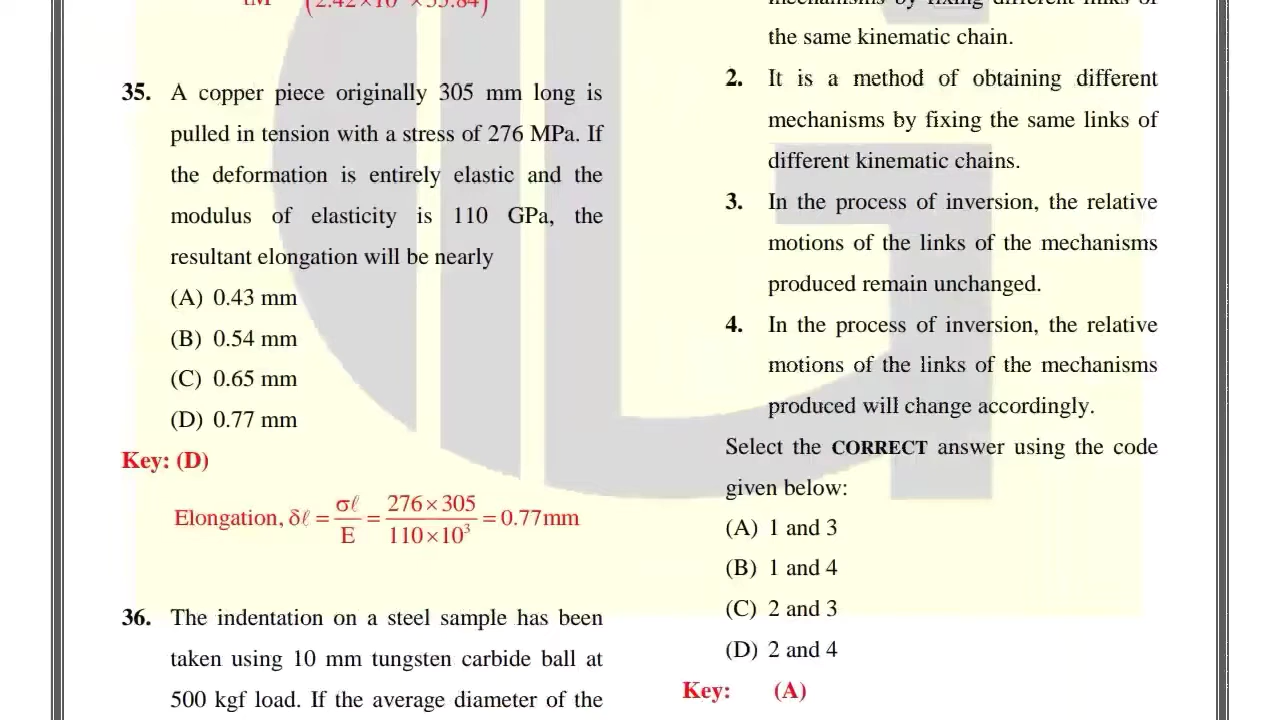 35. A copper piece originally 305 mm long is
pulled in tension with a stress of 276 MPa. If
the deformation is entirely elastic and the
modulus of elasticity is 110 GPa, the
resultant elongation will be nearly
(A) 0.43 mm
(B) 0.54 mm
(C) 0.65 mm
(D) 0.77 mm
Key: (D)
Elongation, δℓ = σℓ/E = 276×305/110×10³ = 0.77mm
36. The indentation on a steel sample has been
taken using 10 mm tungsten carbide ball at
500 kgf load. If the average diameter of the
mechanisms by fixing different links of
the same kinematic chain.
2. It is a method of obtaining different
mechanisms by fixing the same links of
different kinematic chains.
3. In the process of inversion, the relative
motions of the links of the mechanisms
produced remain unchanged.
4. In the process of inversion, the relative
motions of the links of the mechanisms
produced will change accordingly.
Select the CORRECT answer using the code
given below:
(A) 1 and 3
(B) 1 and 4
(C) 2 and 3
(D) 2 and 4
Key: (A)